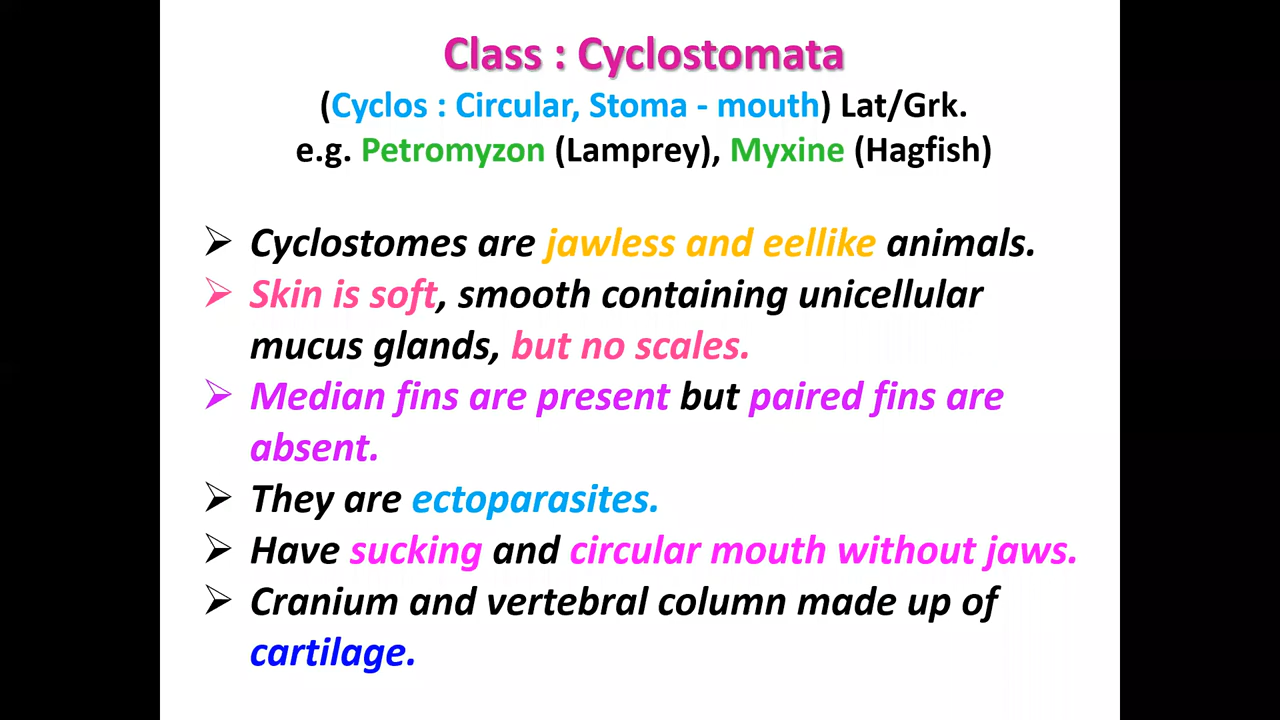 Class : Cyclostomata
(Cyclos : Circular, Stoma - mouth) Lat/Grk.
e.g. Petromyzon (Lamprey), Myxine (Hagfish)
➢ Cyclostomes are jawless and eellike animals.
➢ Skin is soft, smooth containing unicellular
mucus glands, but no scales.
➢ Median fins are present but paired fins are
absent.
➢ They are ectoparasites.
➢ Have sucking and circular mouth without jaws.
➢ Cranium and vertebral column made up of
cartilage.